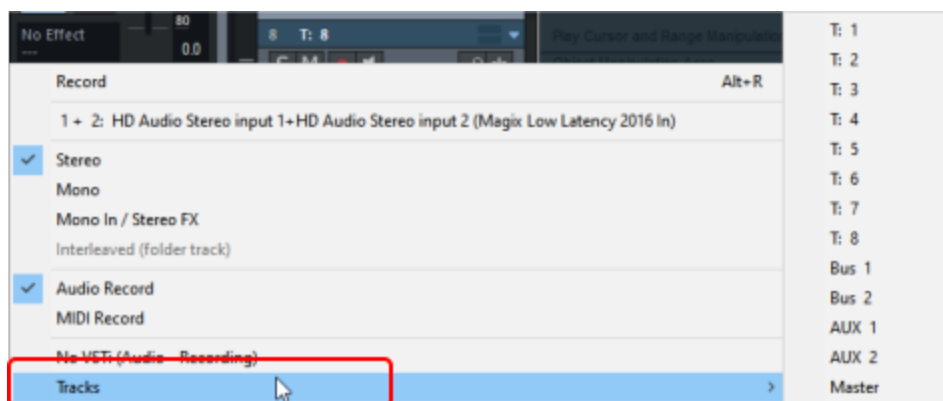 No Effect
---
80
0.0
8 T: 8
Play Cursor and Range Manipulation
Record Alt+R
1 + 2: HD Audio Stereo input 1+HD Audio Stereo input 2 (Magix Low Latency 2016 In)
Stereo
Mono
Mono In / Stereo FX
Interleaved (folder track)
Audio Record
MIDI Record
No VSTi (Audio - Recording)
Tracks
T: 1
T: 2
T: 3
T: 4
T: 5
T: 6
T: 7
T: 8
Bus 1
Bus 2
AUX 1
AUX 2
Master